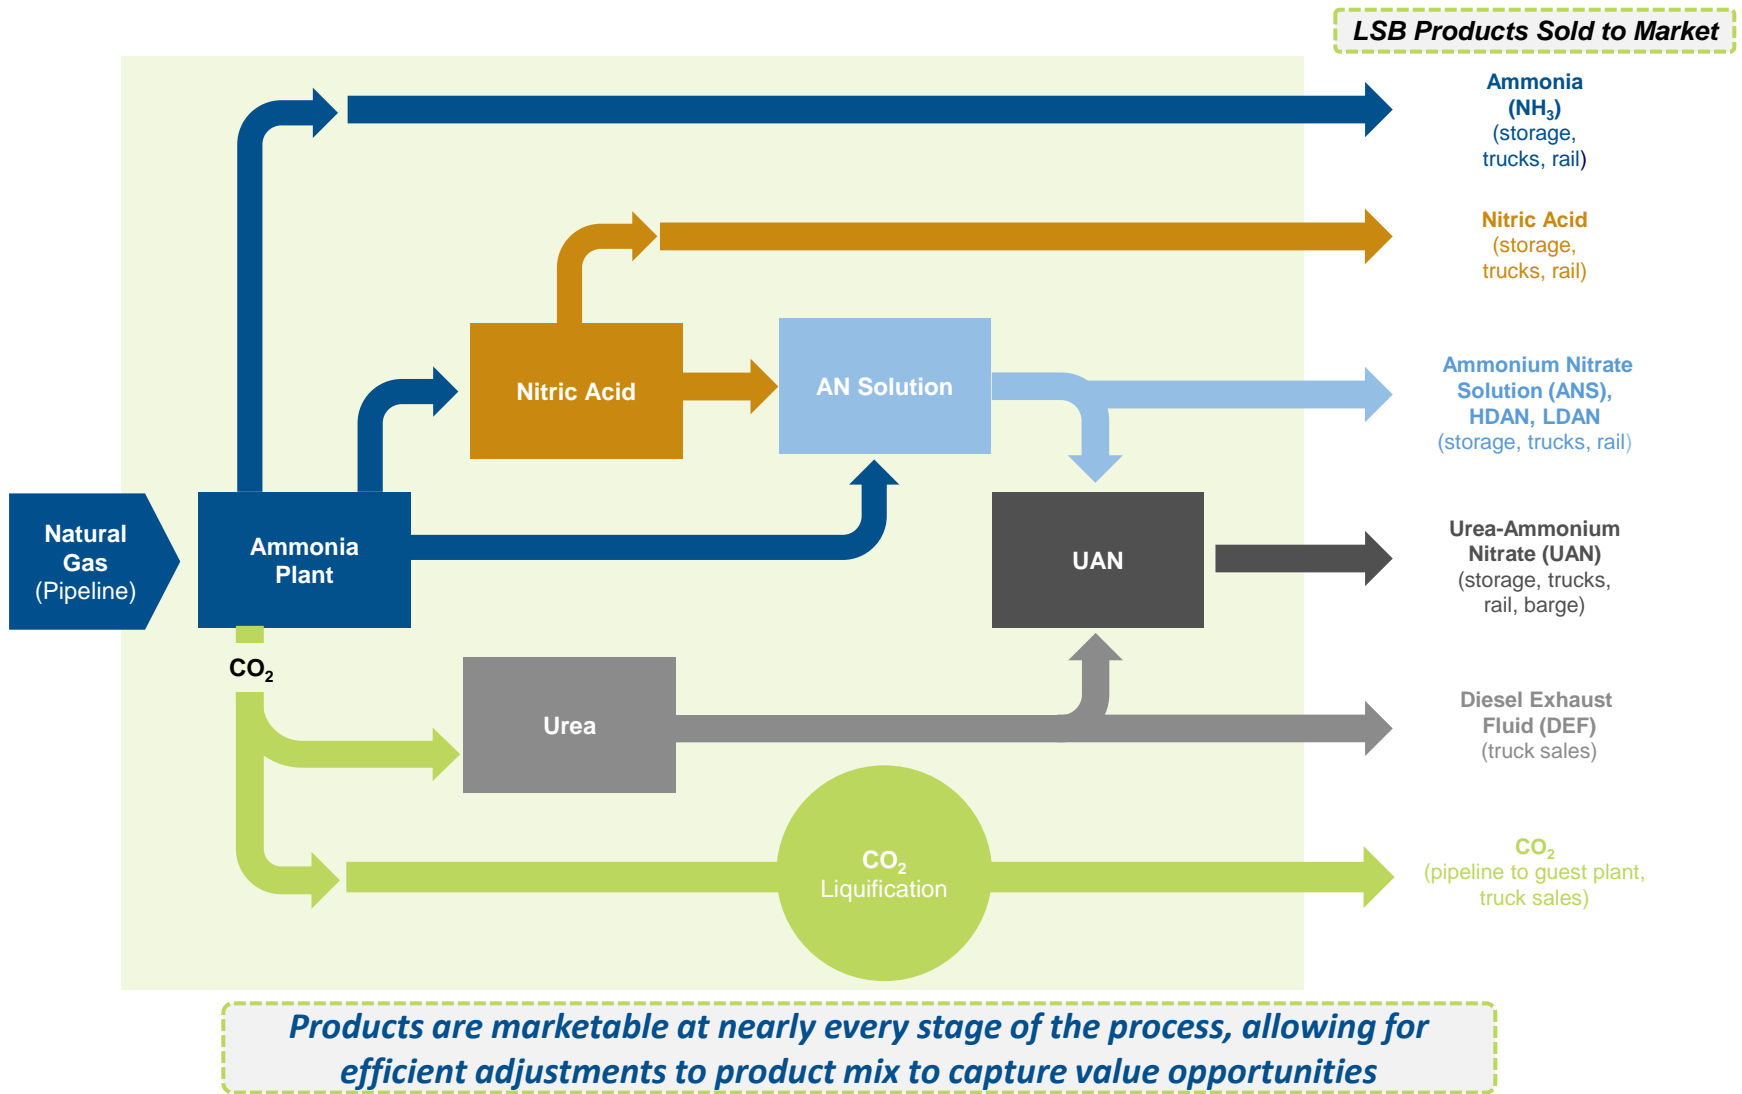 LSB Products Sold to Market
Ammonia
(NH₃)
(storage,
trucks, rail)
Nitric Acid
(storage,
trucks, rail)
Nitric Acid
AN Solution
Ammonium Nitrate
Solution (ANS),
HDAN, LDAN
(storage, trucks, rail)
Natural
Gas
(Pipeline)
Ammonia
Plant
UAN
Urea-Ammonium
Nitrate (UAN)
(storage, trucks,
rail, barge)
CO₂
Urea
Diesel Exhaust
Fluid (DEF)
(truck sales)
CO₂
Liquification
CO₂
(pipeline to guest plant,
truck sales)
Products are marketable at nearly every stage of the process, allowing for
efficient adjustments to product mix to capture value opportunities